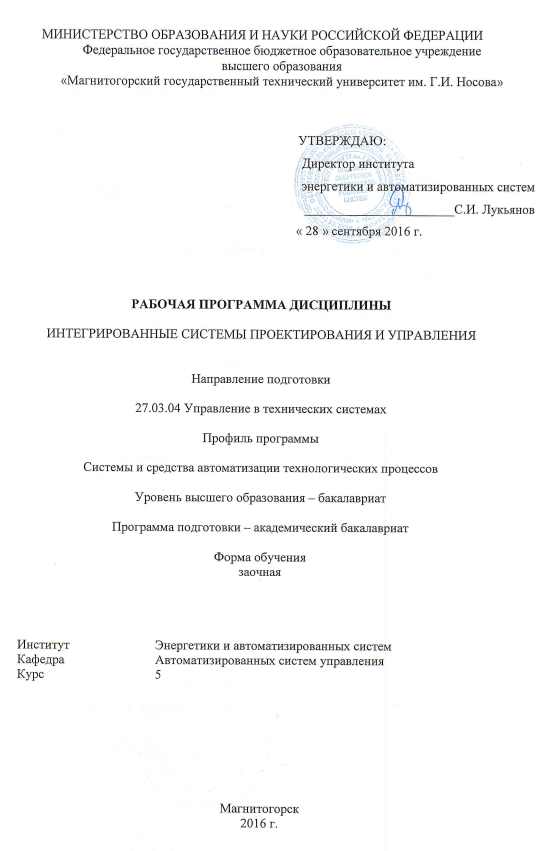 МИНИСТЕРСТВО ОБРАЗОВАНИЯ И НАУКИ РОССИЙСКОЙ ФЕДЕРАЦИИ
Федеральное государственное бюджетное образовательное учреждение
высшего образования
«Магнитогорский государственный технический университет им. Г.И. Носова»
УТВЕРЖДАЮ:
Директор института
энергетики и автоматизированных систем
С.И. Лукьянов
« 28 » сентября 2016 г.
РАБОЧАЯ ПРОГРАММА ДИСЦИПЛИНЫ
ИНТЕГРИРОВАННЫЕ СИСТЕМЫ ПРОЕКТИРОВАНИЯ И УПРАВЛЕНИЯ
Направление подготовки
27.03.04 Управление в технических системах
Профиль программы
Системы и средства автоматизации технологических процессов
Уровень высшего образования – бакалавриат
Программа подготовки – академический бакалавриат
Форма обучения
заочная
Институт Энергетики и автоматизированных систем
Кафедра Автоматизированных систем управления
Курс 5
Магнитогорск
2016 г.